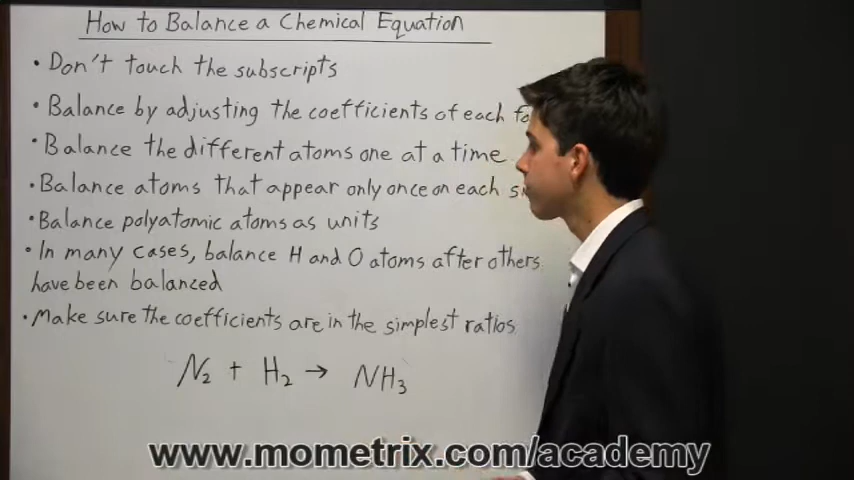 How to Balance a Chemical Equation
• Don't touch the subscripts
• Balance by adjusting the coefficients of each
• Balance the different atoms one at a time
• Balance atoms that appear only once on each
• Balance polyatomic atoms as units
• In many cases, balance H and O atoms after others
have been balanced
• Make sure the coefficients are in the simplest ratios
N₂ + H₂ → NH₃
www.mometrix.com/academy